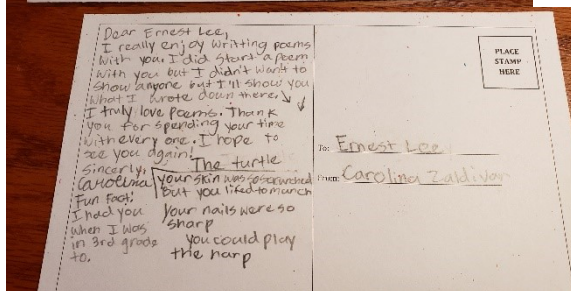 Dear Ernest Lee,
I really enjoy writting poems
with you. I did start a poem
with you but I didn't want to
show anyone but I'll show you
what I wrote down there. ↓ ↓
I truly love poems. Thank
you for spending your time
with every one. I hope to
see you again!
Sincerly,
Carolina
Fun Fact:
I had you
when I was
in 3rd grade
to.
The turtle
your skin was so scrunched
but you liked to munch
Your nails were so
sharp
you could play
the harp
PLACE
STAMP
HERE
To: Ernest Lee
From: Carolina Zaldivar